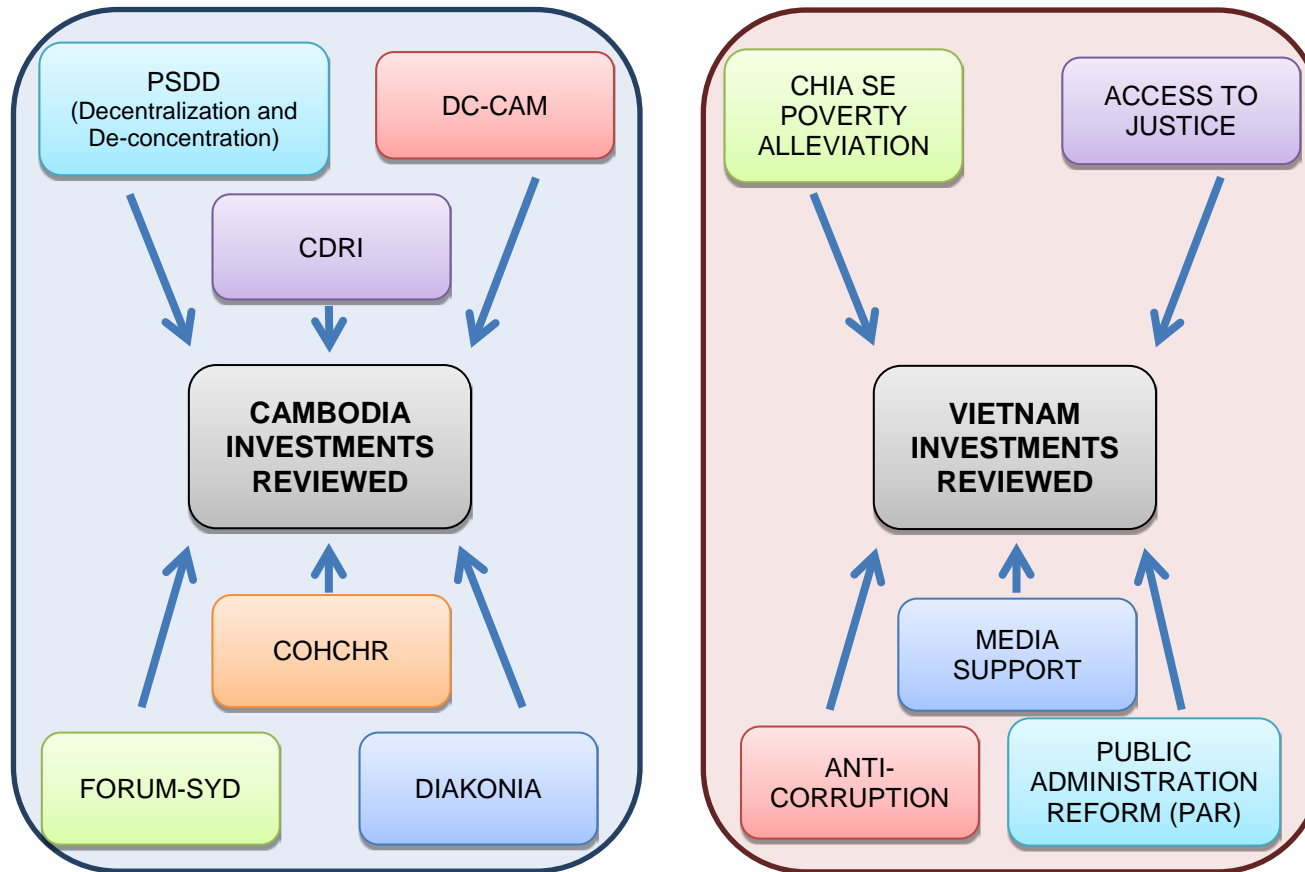 PSDD
(Decentralization and
De-concentration)
DC-CAM
CDRI
CAMBODIA
INVESTMENTS
REVIEWED
COHCHR
FORUM-SYD
DIAKONIA
CHIA SE
POVERTY
ALLEVIATION
ACCESS TO
JUSTICE
VIETNAM
INVESTMENTS
REVIEWED
MEDIA
SUPPORT
ANTI-
CORRUPTION
PUBLIC
ADMINISTRATION
REFORM (PAR)